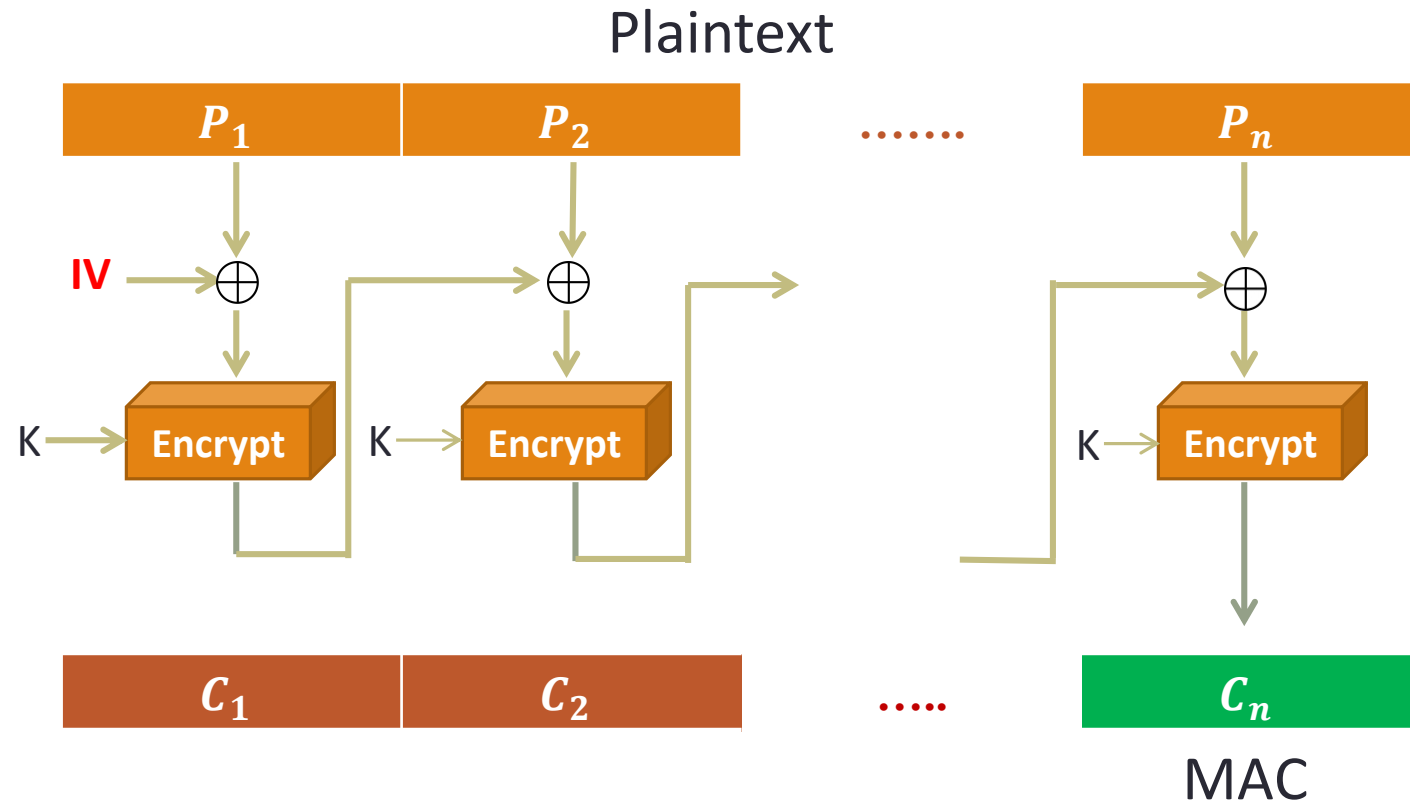 Plaintext
P₁ P₂ ....... Pₙ
IV
K Encrypt K Encrypt K Encrypt
C₁ C₂ ..... Cₙ
MAC